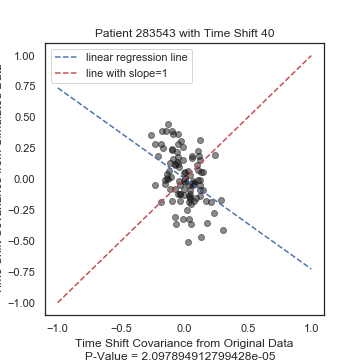 Patient 283543 with Time Shift 40
linear regression line
line with slope=1
1.00
0.75
0.50
0.25
0.00
−0.25
−0.50
−0.75
−1.00
−1.0
−0.5
0.0
0.5
1.0
Time Shift Covariance from Original Data
P-Value = 2.097894912799428e-05